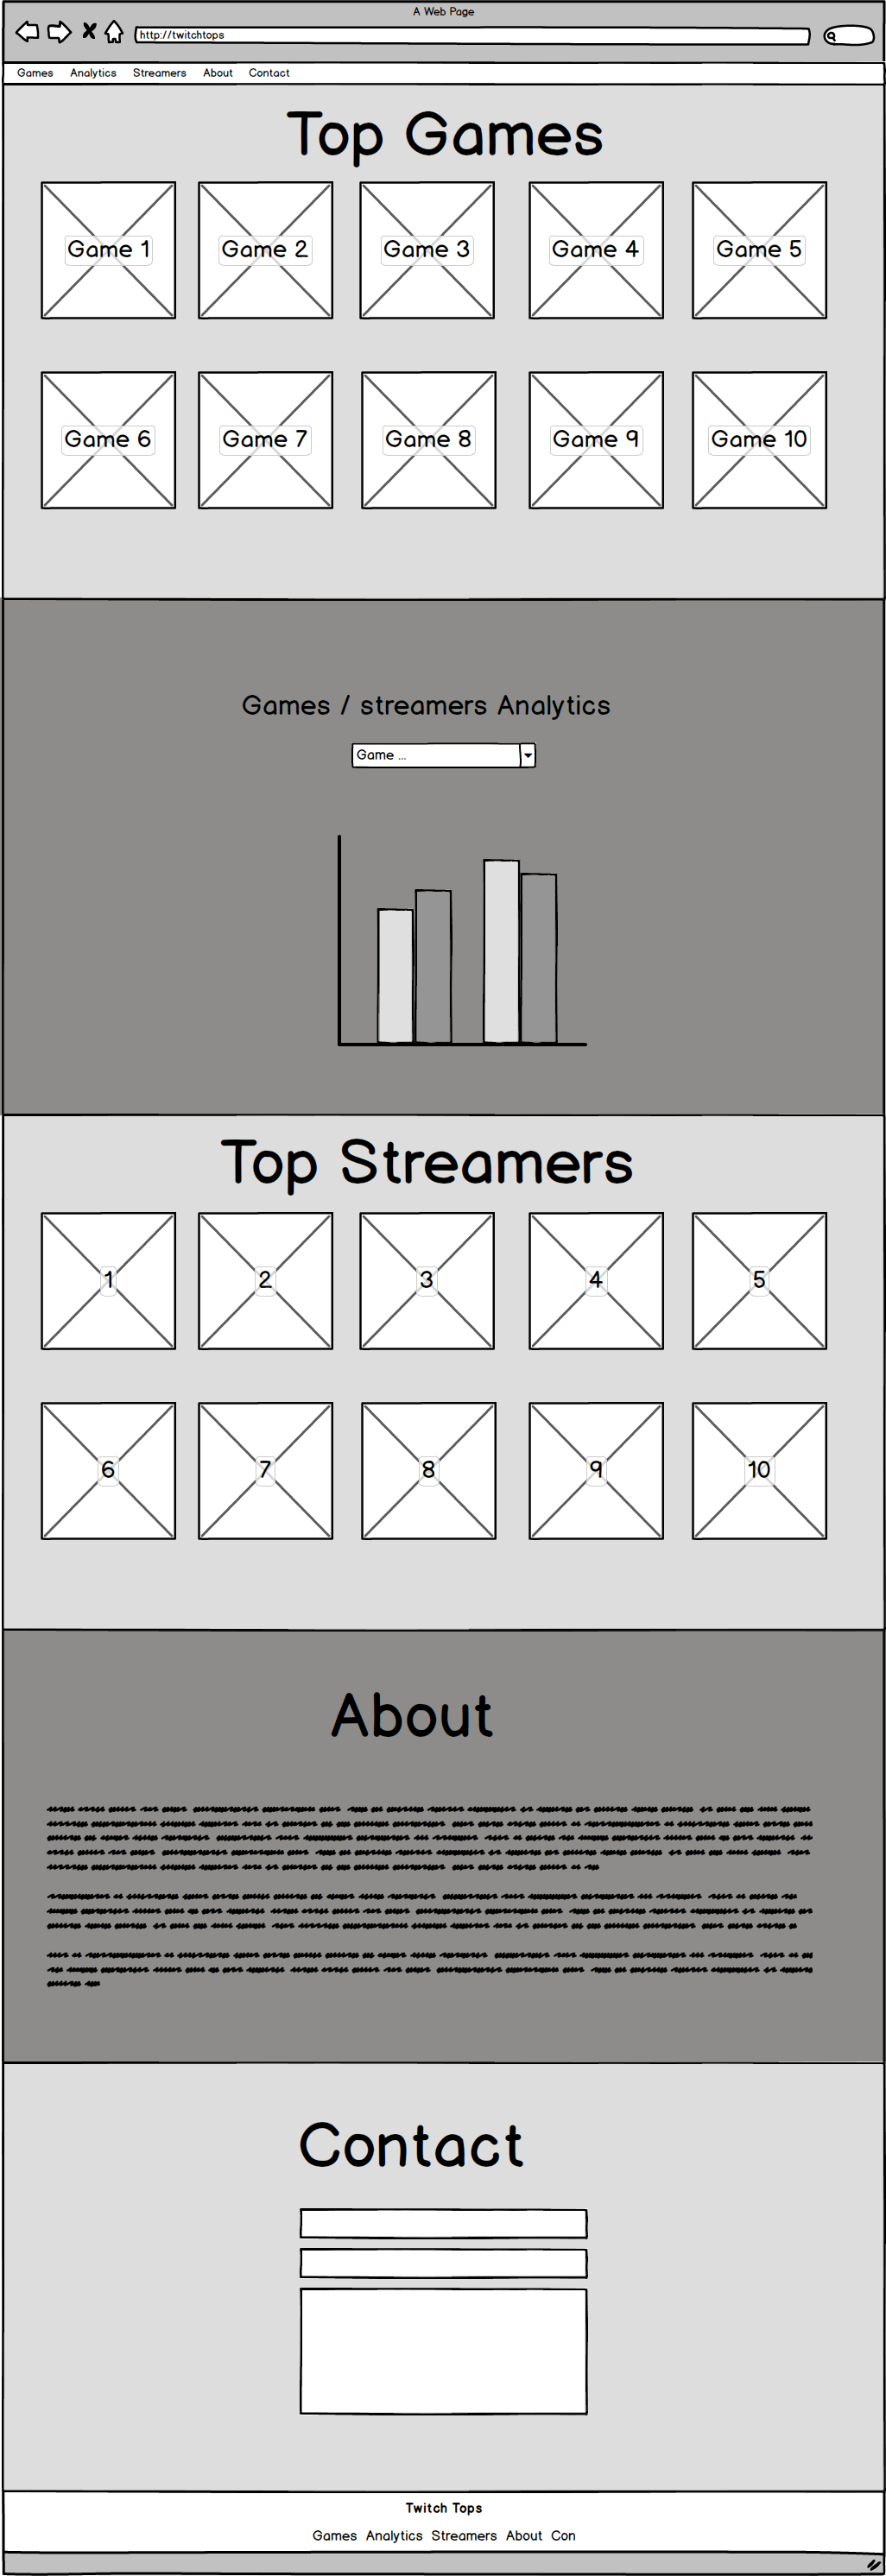 A Web Page
http://twitchtops
Games Analytics Streamers About Contact
Top Games
Game 1 Game 2 Game 3 Game 4 Game 5
Game 6 Game 7 Game 8 Game 9 Game 10
Games / streamers Analytics
Game ...
Top Streamers
1 2 3 4 5
6 7 8 9 10
About
Contact
Twitch Tops
Games Analytics Streamers About Con